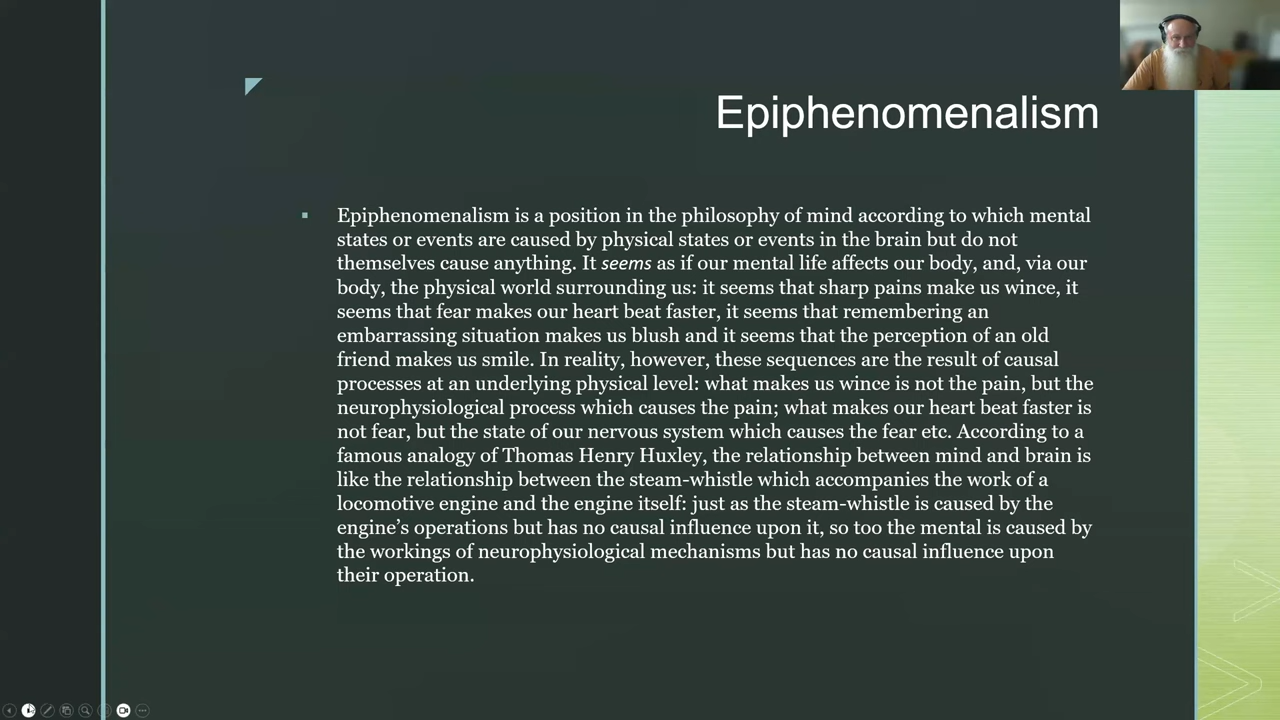 Epiphenomenalism
Epiphenomenalism is a position in the philosophy of mind according to which mental
states or events are caused by physical states or events in the brain but do not
themselves cause anything. It seems as if our mental life affects our body, and, via our
body, the physical world surrounding us: it seems that sharp pains make us wince, it
seems that fear makes our heart beat faster, it seems that remembering an
embarrassing situation makes us blush and it seems that the perception of an old
friend makes us smile. In reality, however, these sequences are the result of causal
processes at an underlying physical level: what makes us wince is not the pain, but the
neurophysiological process which causes the pain; what makes our heart beat faster is
not fear, but the state of our nervous system which causes the fear etc. According to a
famous analogy of Thomas Henry Huxley, the relationship between mind and brain is
like the relationship between the steam-whistle which accompanies the work of a
locomotive engine and the engine itself: just as the steam-whistle is caused by the
engine’s operations but has no causal influence upon it, so too the mental is caused by
the workings of neurophysiological mechanisms but has no causal influence upon
their operation.